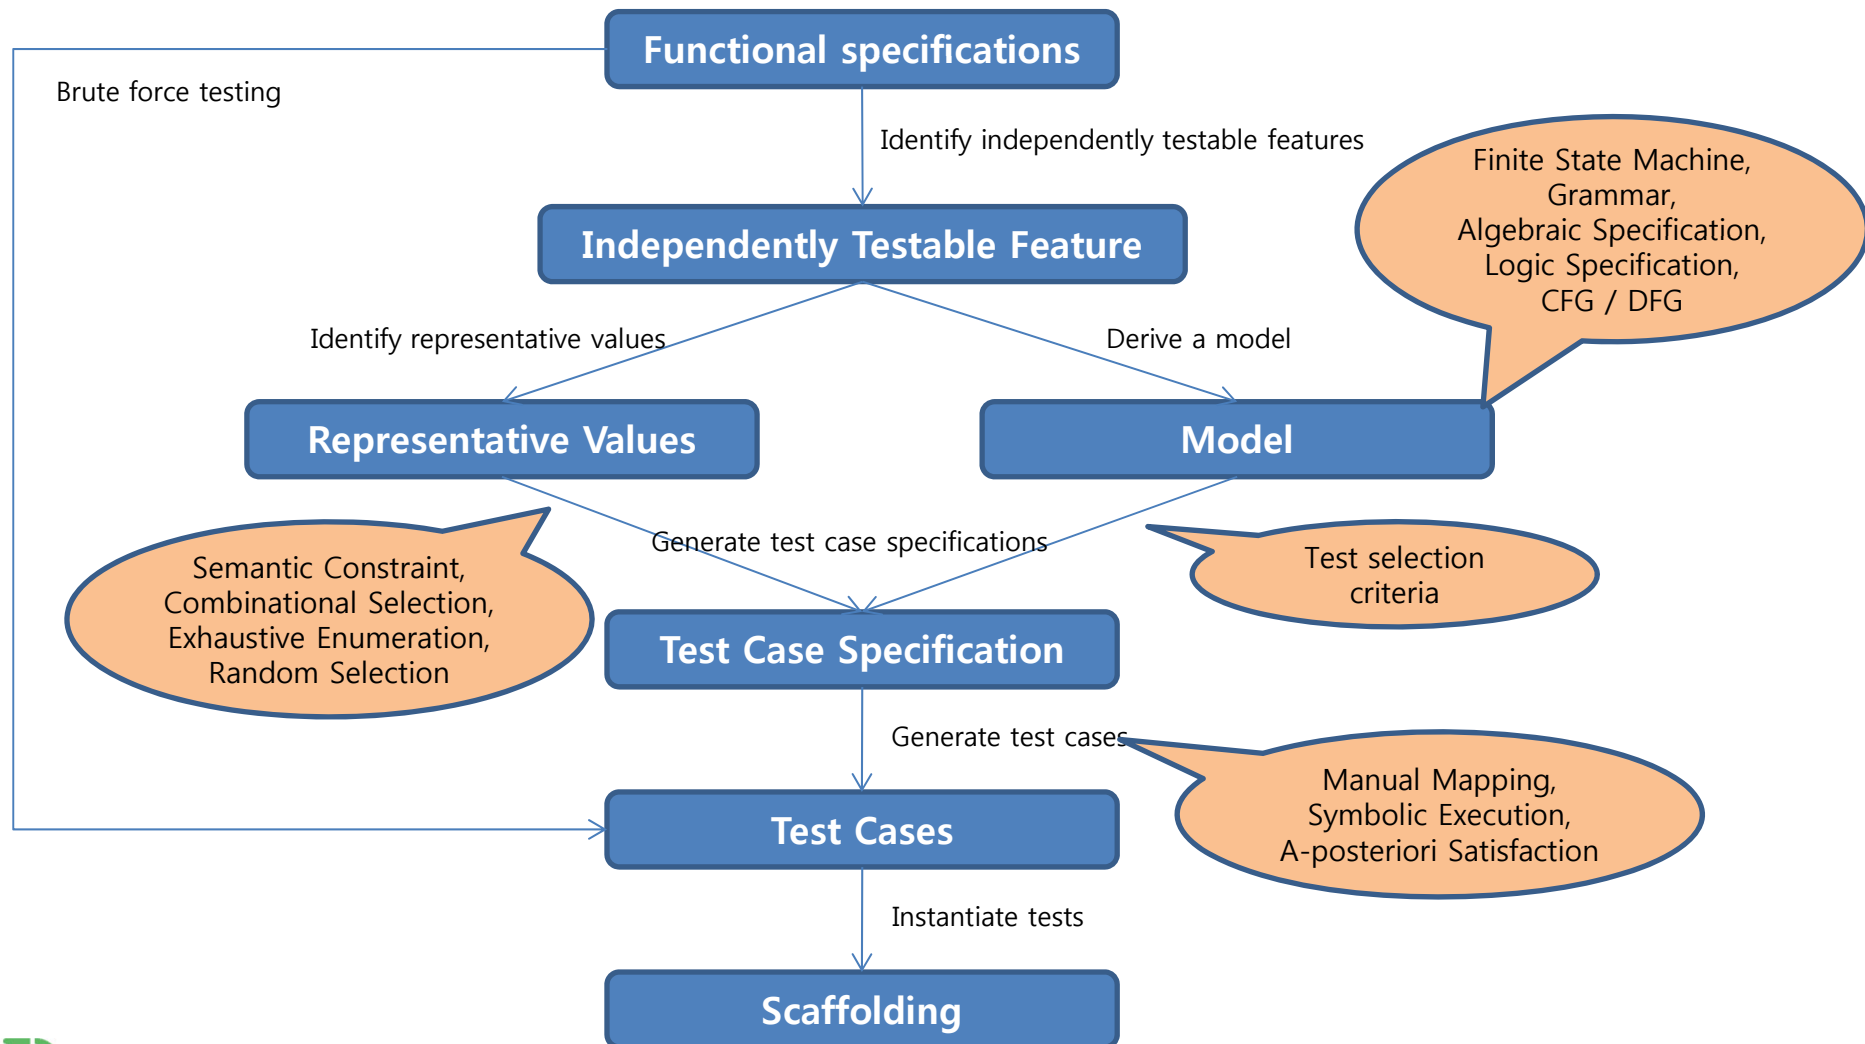 Functional specifications
Brute force testing
Identify independently testable features
Finite State Machine,
Grammar,
Algebraic Specification,
Logic Specification,
CFG / DFG
Independently Testable Feature
Identify representative values
Derive a model
Representative Values
Model
Generate test case specifications
Semantic Constraint,
Combinational Selection,
Exhaustive Enumeration,
Random Selection
Test selection
criteria
Test Case Specification
Generate test cases
Manual Mapping,
Symbolic Execution,
A-posteriori Satisfaction
Test Cases
Instantiate tests
Scaffolding